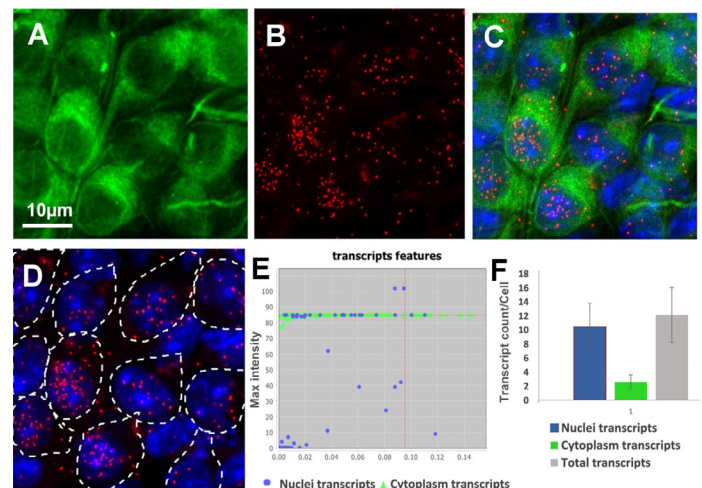 A
B
C
10µm
D
E
transcripts features
Max intensity
100
90
80
70
60
50
40
30
20
10
0
0.00 0.02 0.04 0.06 0.08 0.10 0.12 0.14
Nuclei transcripts Cytoplasm transcripts
F
Transcript count/Cell
18
16
14
12
10
8
6
4
2
0
1
Nuclei transcripts
Cytoplasm transcripts
Total transcripts